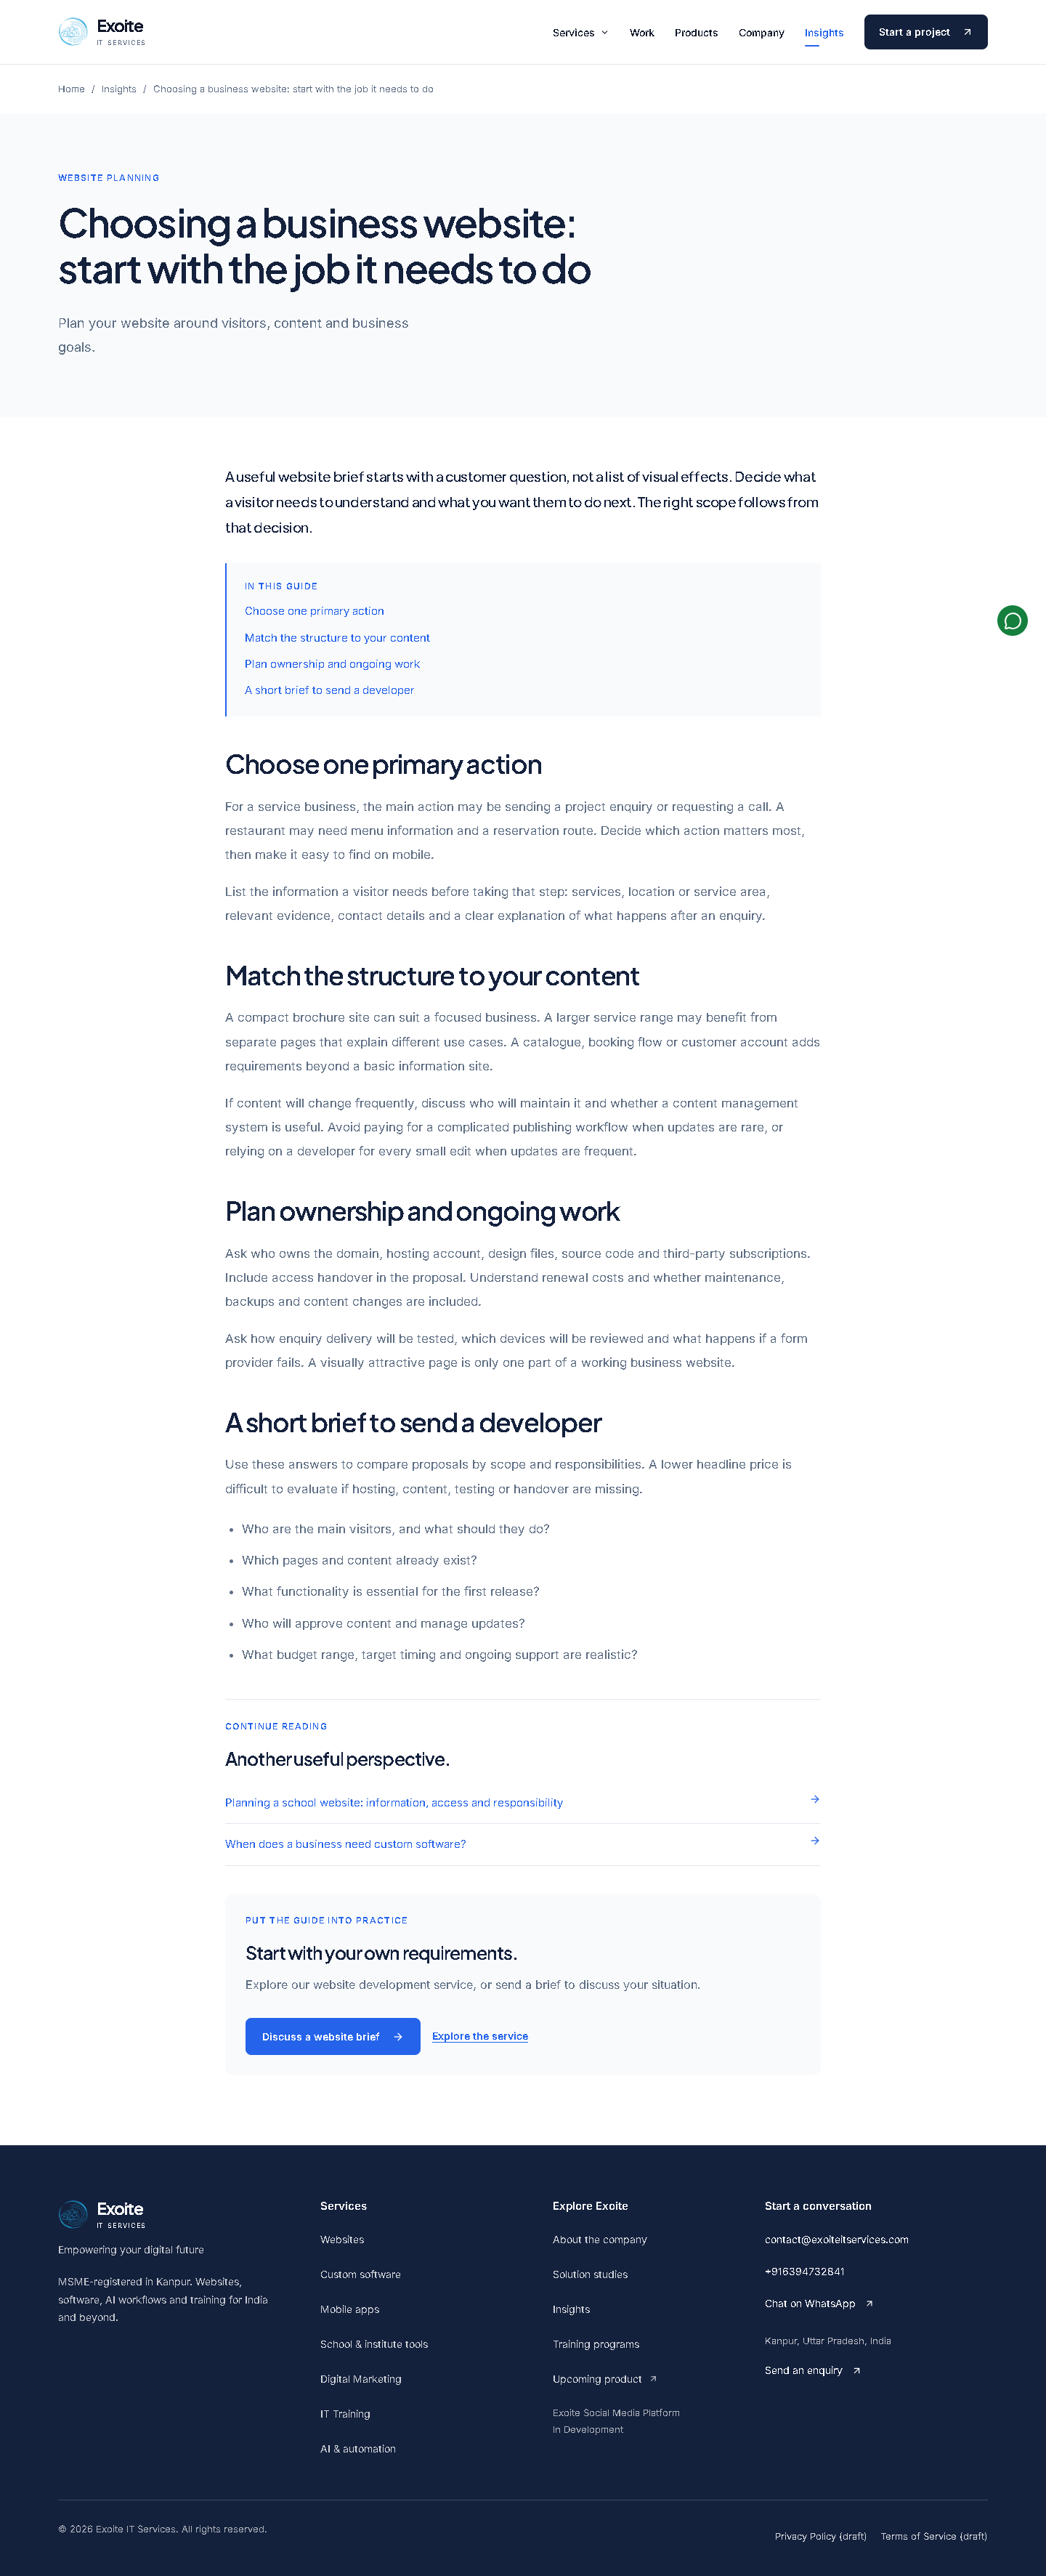 Exoite
IT SERVICES
Services
Work
Products
Company
Insights
Start a project
Home / Insights / Choosing a business website: start with the job it needs to do
WEBSITE PLANNING
Choosing a business website:
start with the job it needs to do
Plan your website around visitors, content and business
goals.
A useful website brief starts with a customer question, not a list of visual effects. Decide what
a visitor needs to understand and what you want them to do next. The right scope follows from
that decision.
IN THIS GUIDE
Choose one primary action
Match the structure to your content
Plan ownership and ongoing work
A short brief to send a developer
Choose one primary action
For a service business, the main action may be sending a project enquiry or requesting a call. A
restaurant may need menu information and a reservation route. Decide which action matters most,
then make it easy to find on mobile.
List the information a visitor needs before taking that step: services, location or service area,
relevant evidence, contact details and a clear explanation of what happens after an enquiry.
Match the structure to your content
A compact brochure site can suit a focused business. A larger service range may benefit from
separate pages that explain different use cases. A catalogue, booking flow or customer account adds
requirements beyond a basic information site.
If content will change frequently, discuss who will maintain it and whether a content management
system is useful. Avoid paying for a complicated publishing workflow when updates are rare, or
relying on a developer for every small edit when updates are frequent.
Plan ownership and ongoing work
Ask who owns the domain, hosting account, design files, source code and third-party subscriptions.
Include access handover in the proposal. Understand renewal costs and whether maintenance,
backups and content changes are included.
Ask how enquiry delivery will be tested, which devices will be reviewed and what happens if a form
provider fails. A visually attractive page is only one part of a working business website.
A short brief to send a developer
Use these answers to compare proposals by scope and responsibilities. A lower headline price is
difficult to evaluate if hosting, content, testing or handover are missing.
• Who are the main visitors, and what should they do?
• Which pages and content already exist?
• What functionality is essential for the first release?
• Who will approve content and manage updates?
• What budget range, target timing and ongoing support are realistic?
CONTINUE READING
Another useful perspective.
Planning a school website: information, access and responsibility
When does a business need custom software?
PUT THE GUIDE INTO PRACTICE
Start with your own requirements.
Explore our website development service, or send a brief to discuss your situation.
Discuss a website brief
Explore the service
Exoite
IT SERVICES
Empowering your digital future
MSME-registered in Kanpur. Websites,
software, AI workflows and training for India
and beyond.
Services
Websites
Custom software
Mobile apps
School & institute tools
Digital Marketing
IT Training
AI & automation
Explore Exoite
About the company
Solution studies
Insights
Training programs
Upcoming product
Exoite Social Media Platform
In Development
Start a conversation
contact@exoiteitservices.com
+916394732841
Chat on WhatsApp
Kanpur, Uttar Pradesh, India
Send an enquiry
© 2026 Exoite IT Services. All rights reserved.
Privacy Policy (draft)
Terms of Service (draft)